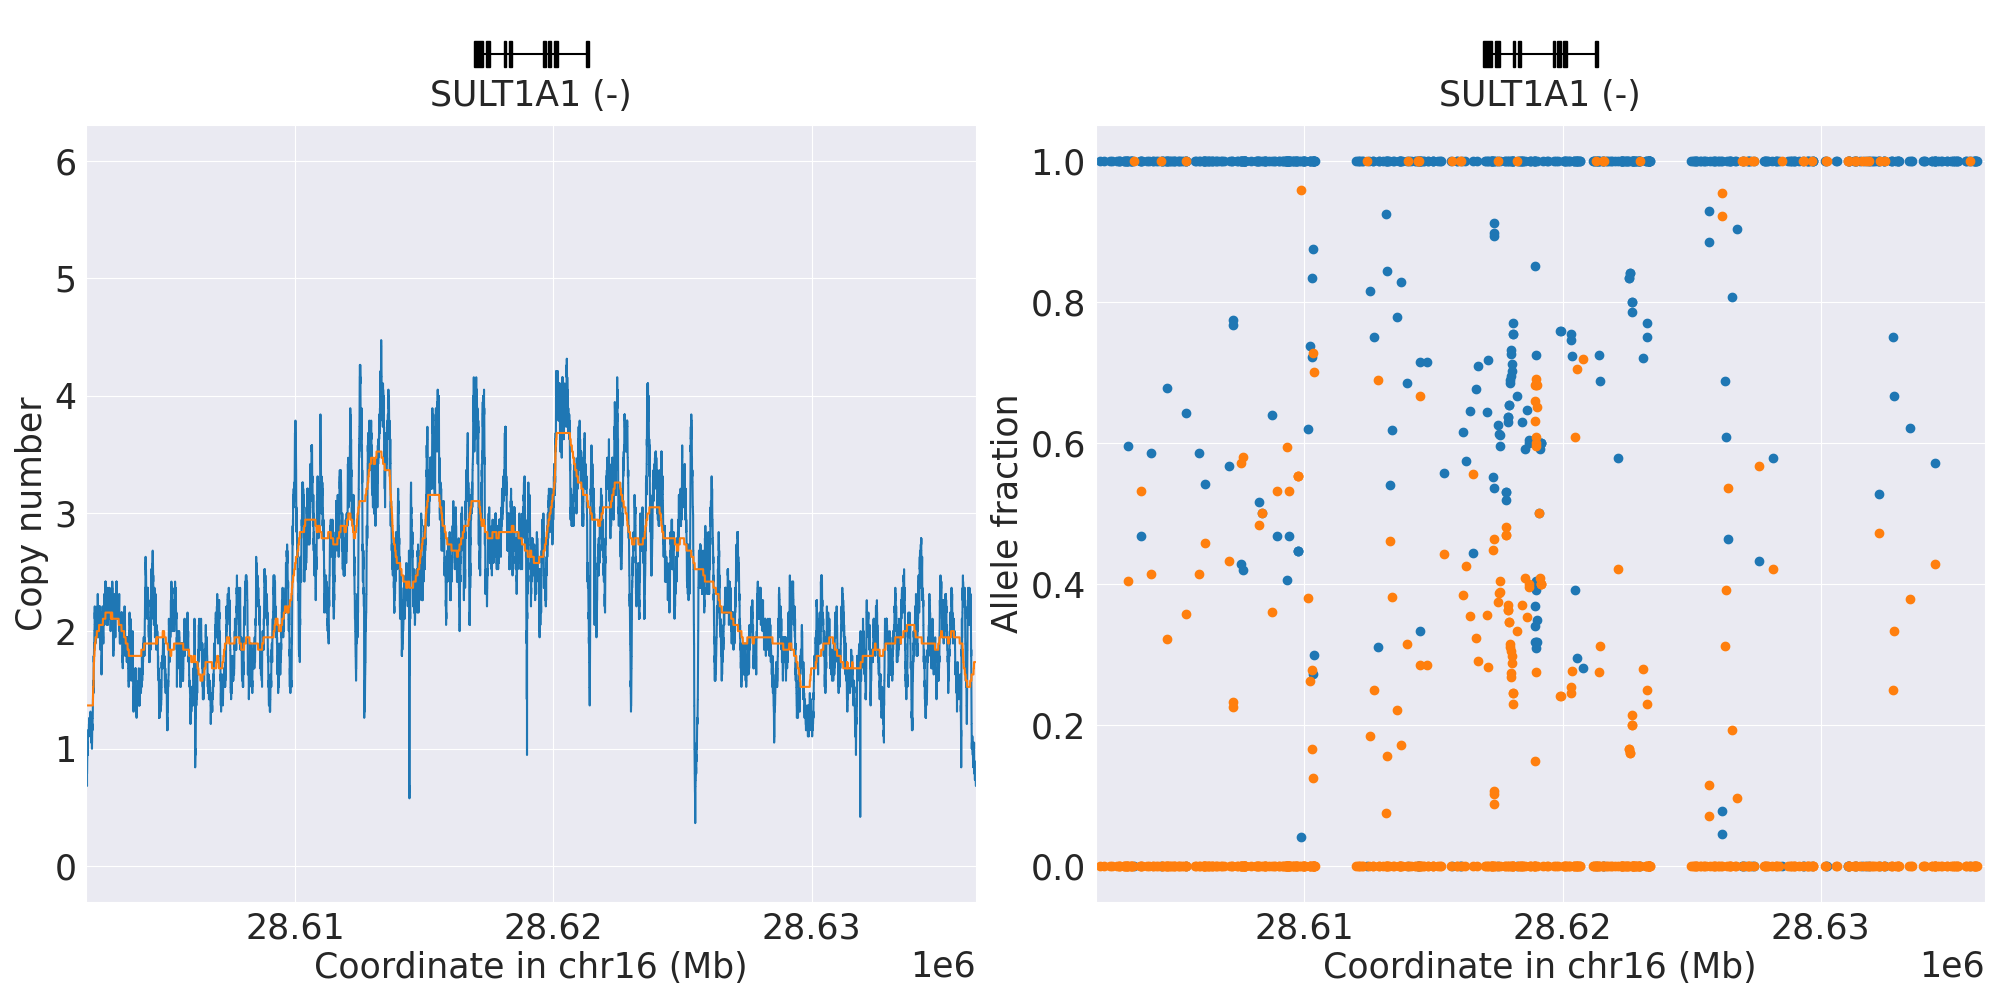 SULT1A1 (-)
6
5
4
3
2
1
0
Copy number
28.61 28.62 28.63
Coordinate in chr16 (Mb) 1e6
SULT1A1 (-)
1.0
0.8
0.6
0.4
0.2
0.0
Allele fraction
28.61 28.62 28.63
Coordinate in chr16 (Mb) 1e6